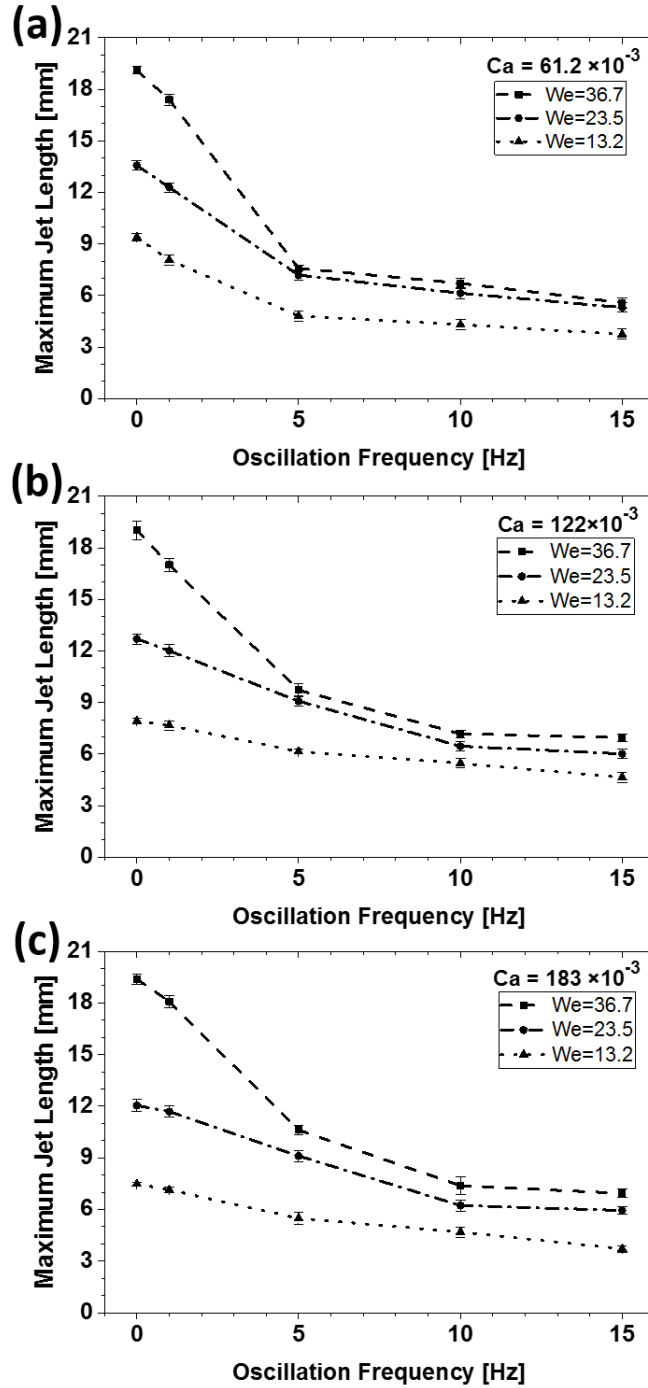 (a)
21
18
15
12
9
6
3
0
Maximum Jet Length [mm]
Ca = 61.2 ×10-3
We=36.7
We=23.5
We=13.2
0 5 10 15
Oscillation Frequency [Hz]
(b)
21
18
15
12
9
6
3
0
Maximum Jet Length [mm]
Ca = 122×10-3
We=36.7
We=23.5
We=13.2
0 5 10 15
Oscillation Frequency [Hz]
(c)
21
18
15
12
9
6
3
0
Maximum Jet Length [mm]
Ca = 183 ×10-3
We=36.7
We=23.5
We=13.2
0 5 10 15
Oscillation Frequency [Hz]